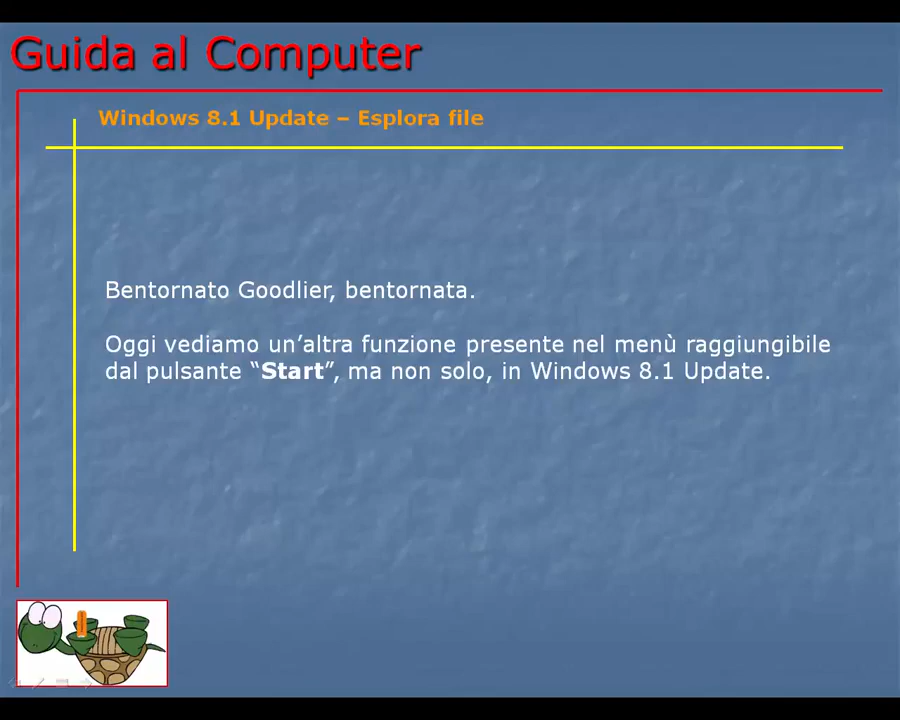 Guida al Computer
Windows 8.1 Update – Esplora file
Bentornato Goodlier, bentornata.
Oggi vediamo un’altra funzione presente nel menù raggiungibile
dal pulsante “Start”, ma non solo, in Windows 8.1 Update.